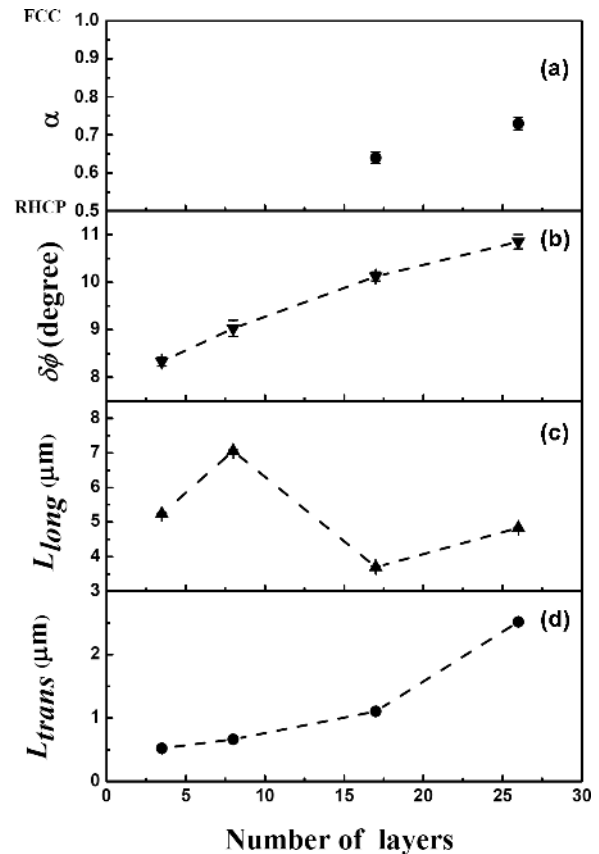 FCC
1.0
0.9
0.8
0.7
0.6
0.5
RHCP
α
(a)
11
10
9
8
δϕ (degree)
(b)
8
7
6
5
4
3
L_long (μm)
(c)
2
1
0
L_trans (μm)
(d)
0 5 10 15 20 25 30
Number of layers